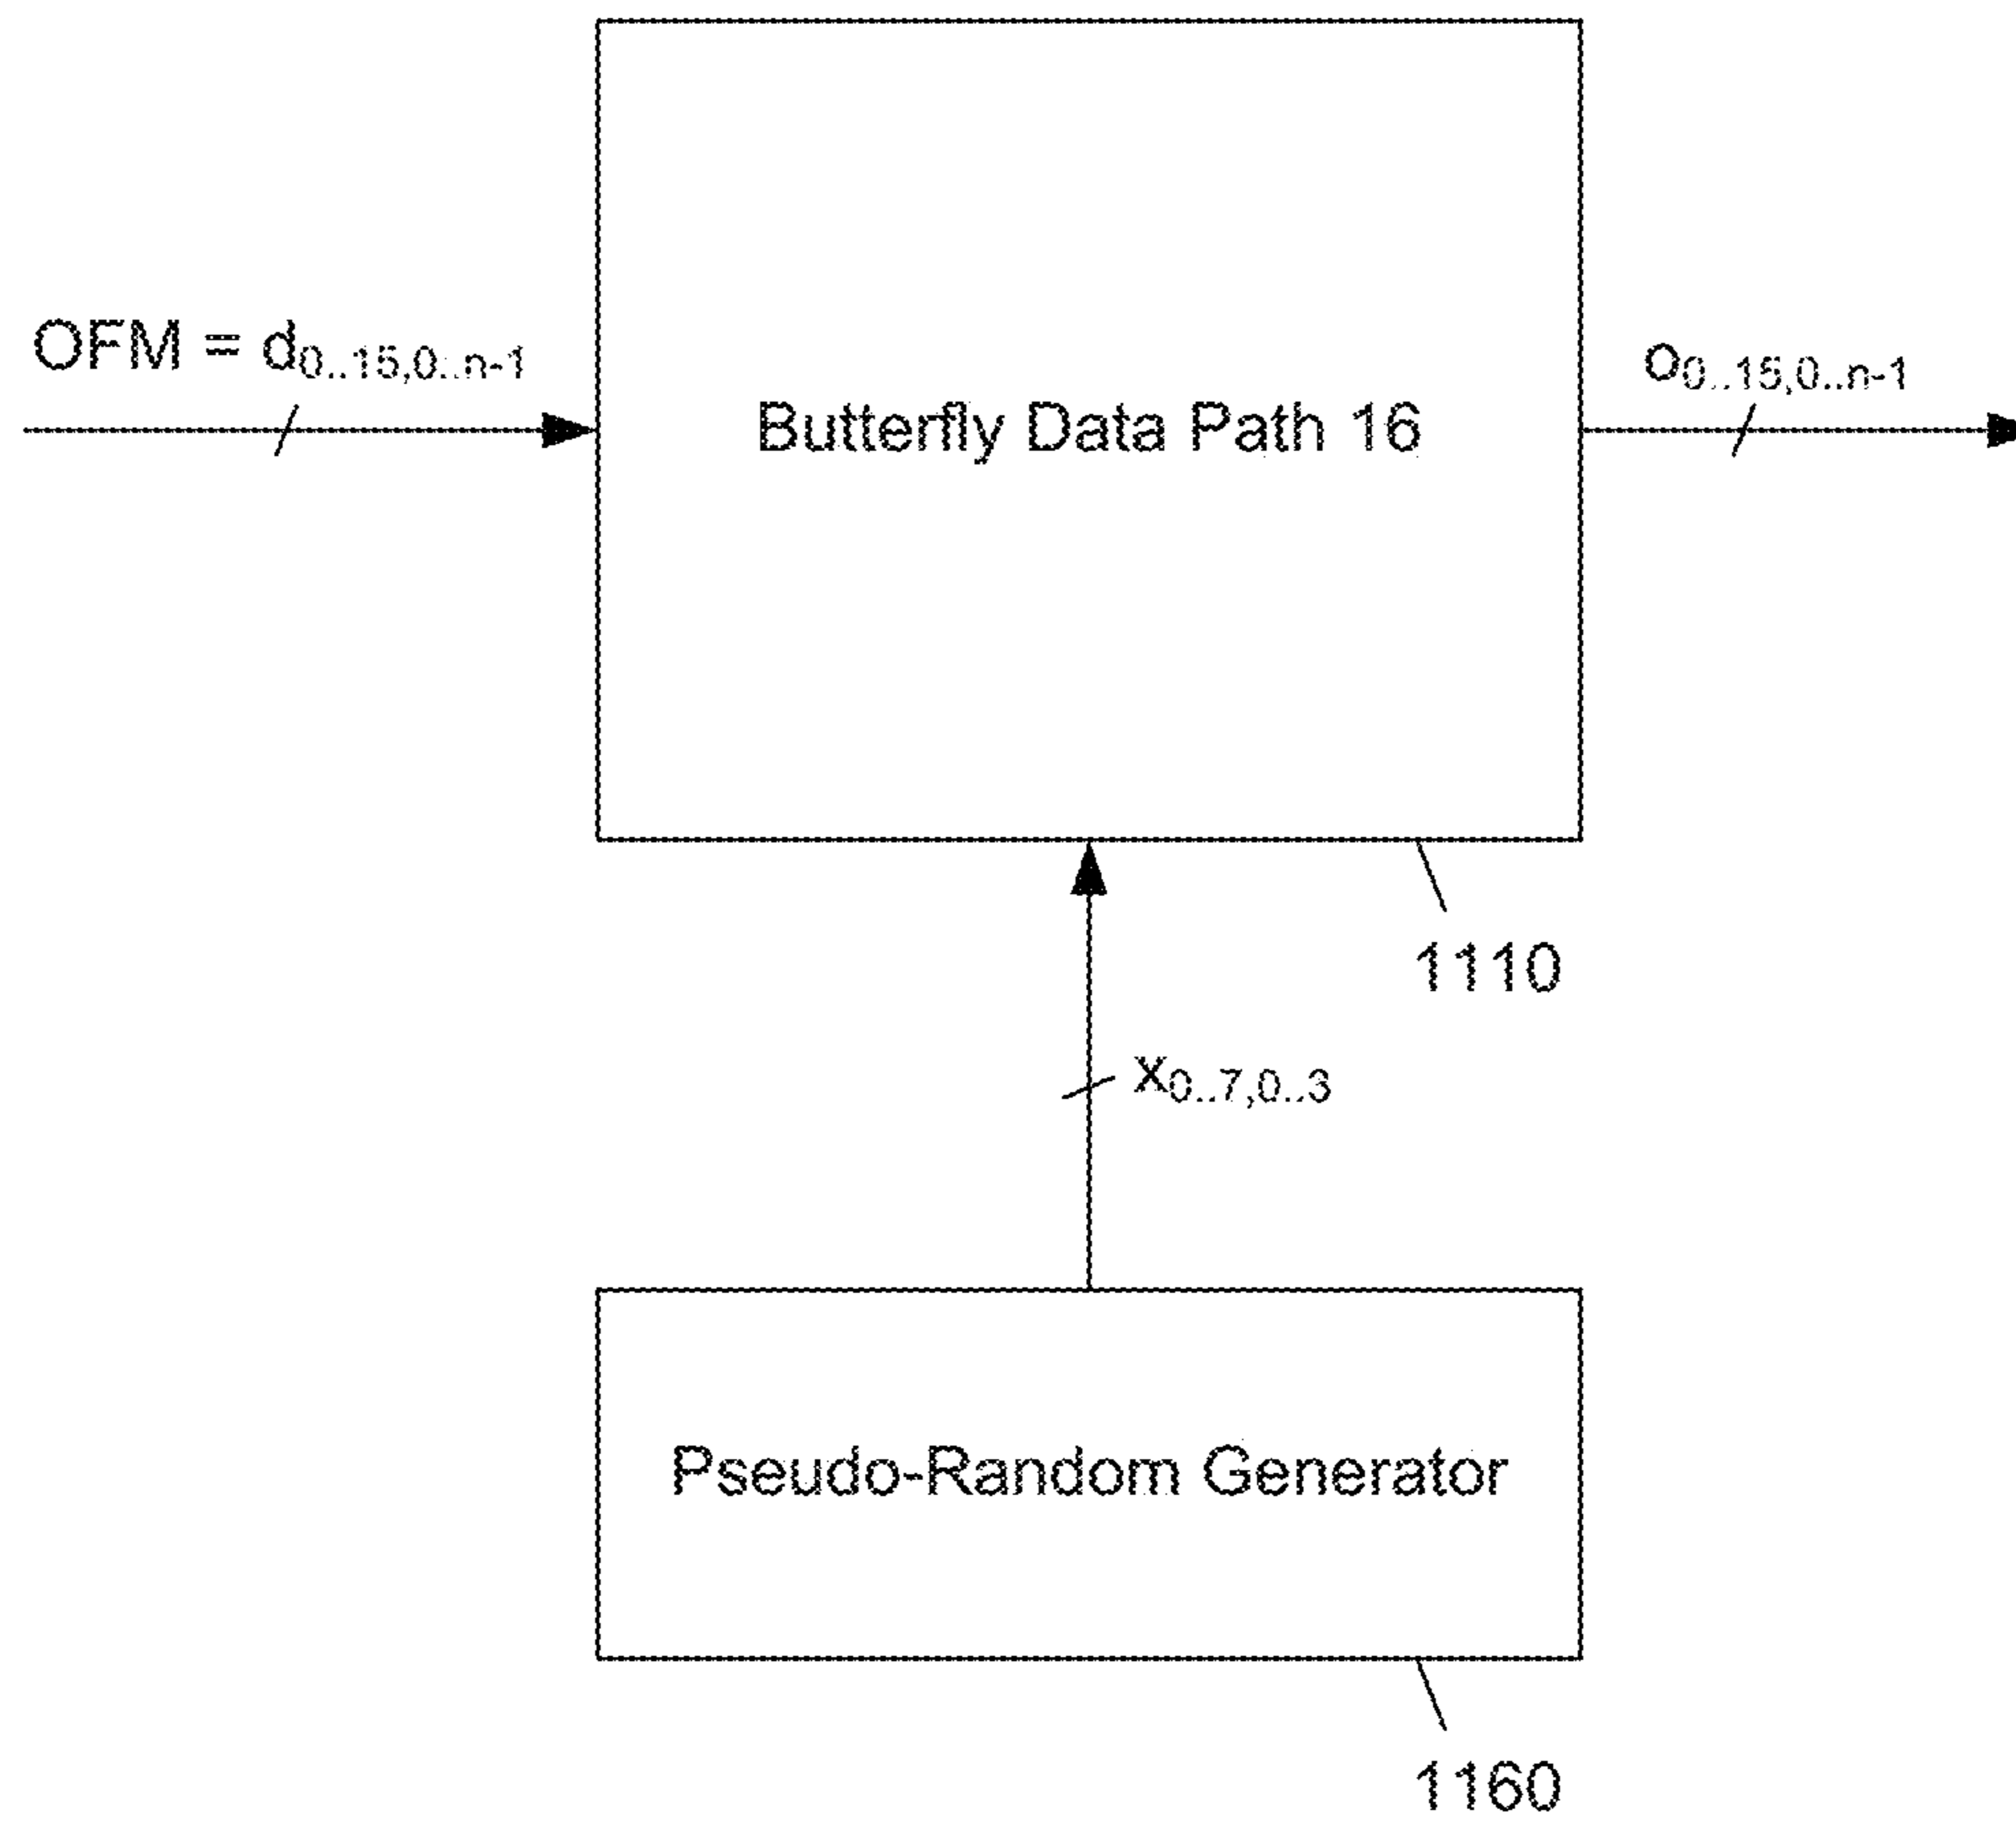 OFM = d0..15,0..n-1
Butterfly Data Path 16
o0..15,0..n-1
1110
x0..7,0..3
Pseudo-Random Generator
1160